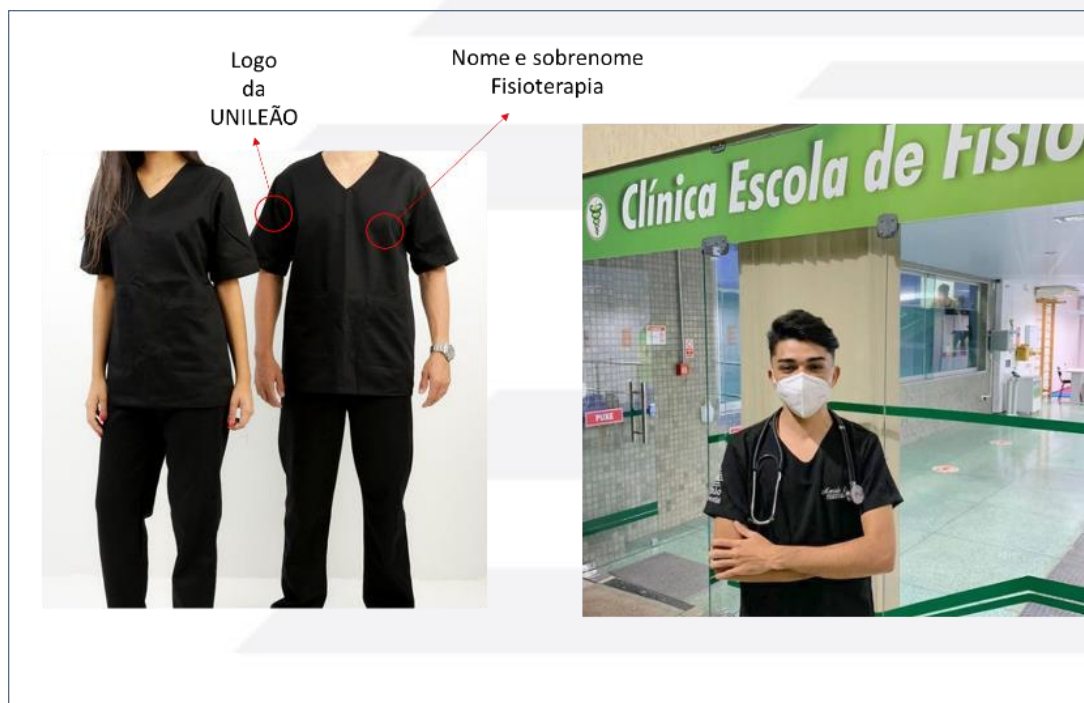 Logo
da
UNILEÃO
Nome e sobrenome
Fisioterapia
Clínica Escola de Fisio
PUXE